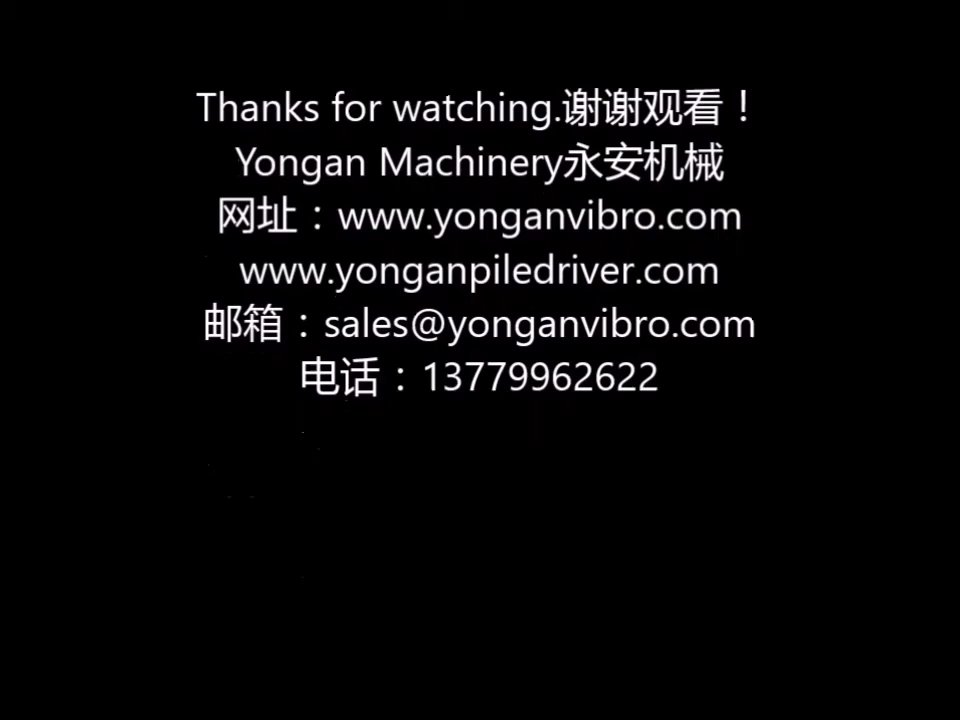 Thanks for watching.谢谢观看！
Yongan Machinery永安机械
网址：www.yonganvibro.com
www.yonganpiledriver.com
邮箱：sales@yonganvibro.com
电话：13779962622